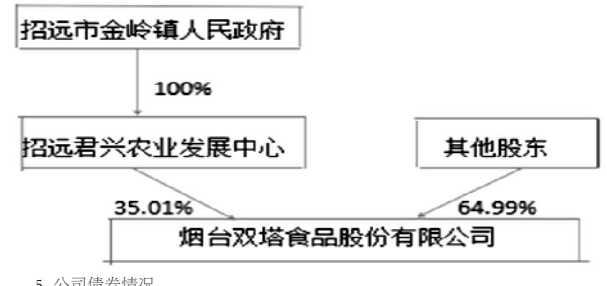 招远市金岭镇人民政府
100%
招远君兴农业发展中心
其他股东
35.01%
64.99%
烟台双塔食品股份有限公司
5. 公司债券情况